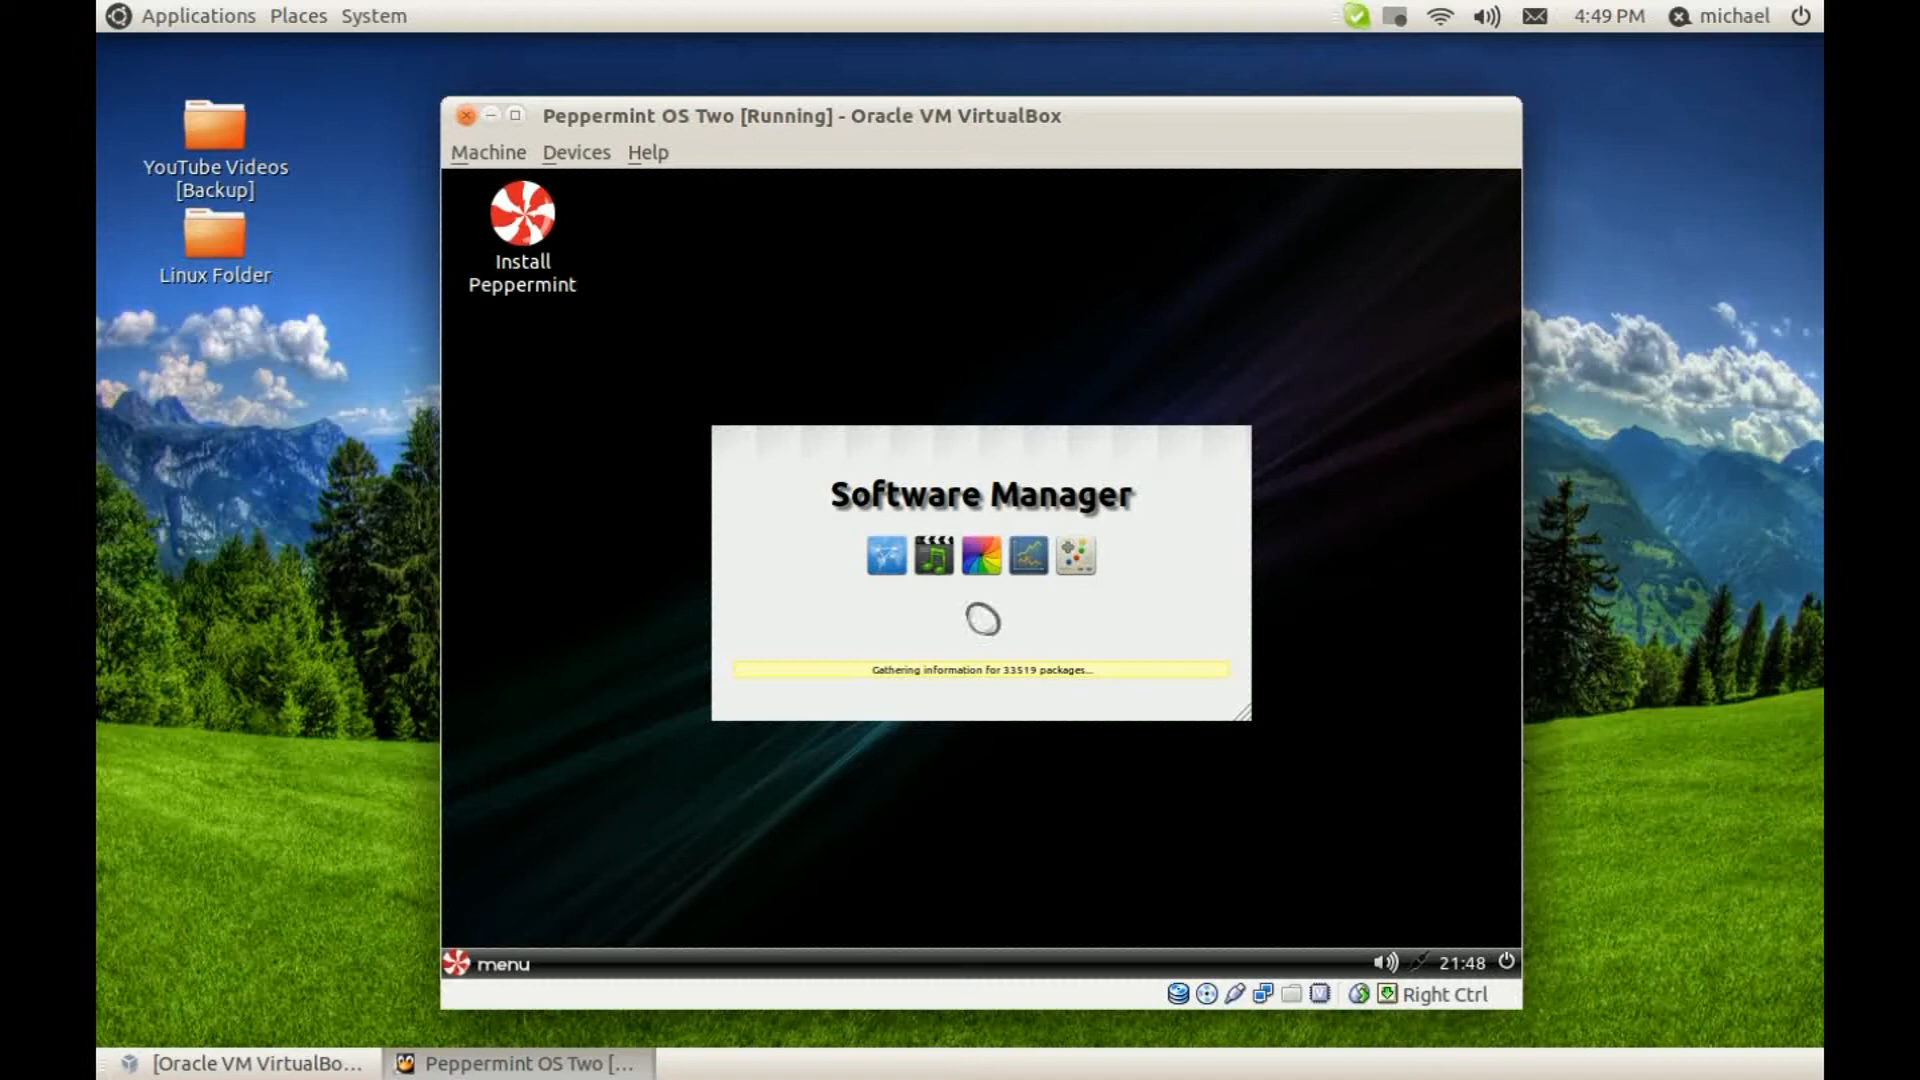 Applications Places System
4:49 PM
michael
YouTube Videos
[Backup]
Linux Folder
Peppermint OS Two [Running] - Oracle VM VirtualBox
Machine Devices Help
Install
Peppermint
Software Manager
Gathering information for 33519 packages...
menu
21:48
Right Ctrl
[Oracle VM VirtualBo...
Peppermint OS Two [...